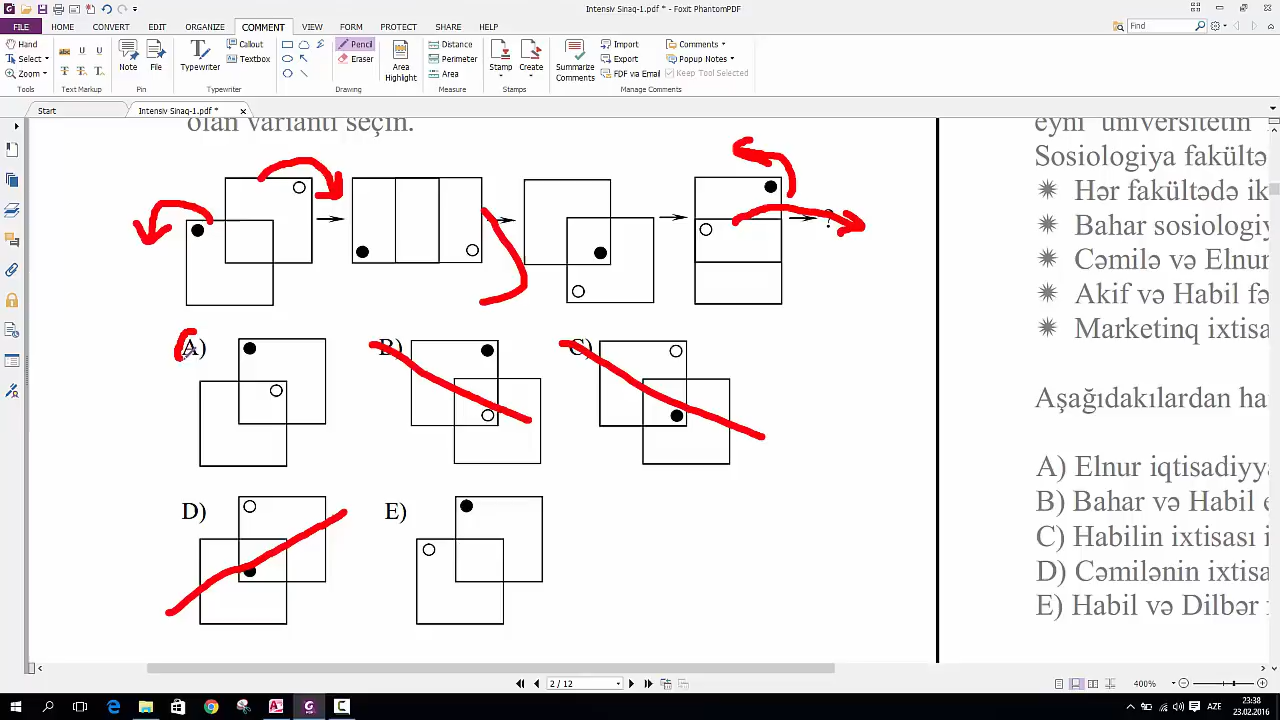 Intensiv Sinaq-1.pdf * - Foxit PhantomPDF
FILE HOME CONVERT EDIT ORGANIZE COMMENT VIEW FORM PROTECT SHARE HELP
Find
Hand
Select
Zoom
Tools
Text Markup
Note
File
Pin
Typewriter
Callout
Textbox
Typewriter
Pencil
Eraser
Area Highlight
Drawing
Distance
Perimeter
Area
Measure
Stamp
Create
Stamps
Summarize Comments
Import
Export
FDF via Email
Comments
Popup Notes
Keep Tool Selected
Manage Comments
Start
Intensiv Sinaq-1.pdf *
olan variantı seçin.
?
A)
B)
C)
D)
E)
eyni universitetin
Sosiologiya fakültə
Hər fakültədə ik
Bahar sosiologiy
Cəmilə və Elnur
Akif və Habil fə
Marketinq ixtisa
Aşağıdakılardan ha
A) Elnur iqtisadiyya
B) Bahar və Habil e
C) Habilin ixtisası i
D) Cəmilənin ixtisa
E) Habil və Dilbər
2 / 12
400%
AZE
23:38
23.02.2016